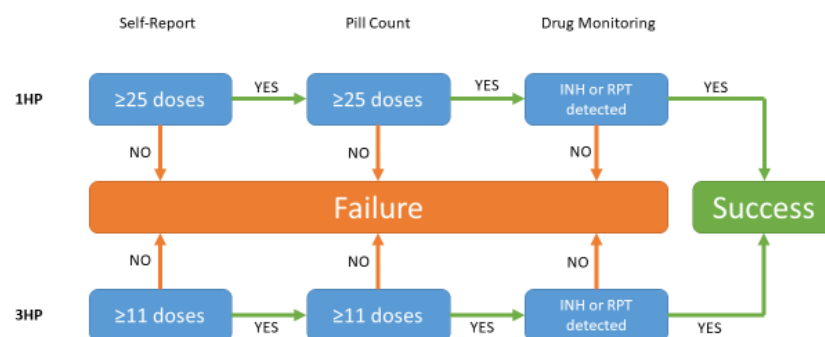 Self-Report Pill Count Drug Monitoring
1HP ≥25 doses YES ≥25 doses YES INH or RPT detected YES
NO NO NO
Failure Success
NO NO NO
3HP ≥11 doses YES ≥11 doses YES INH or RPT detected YES